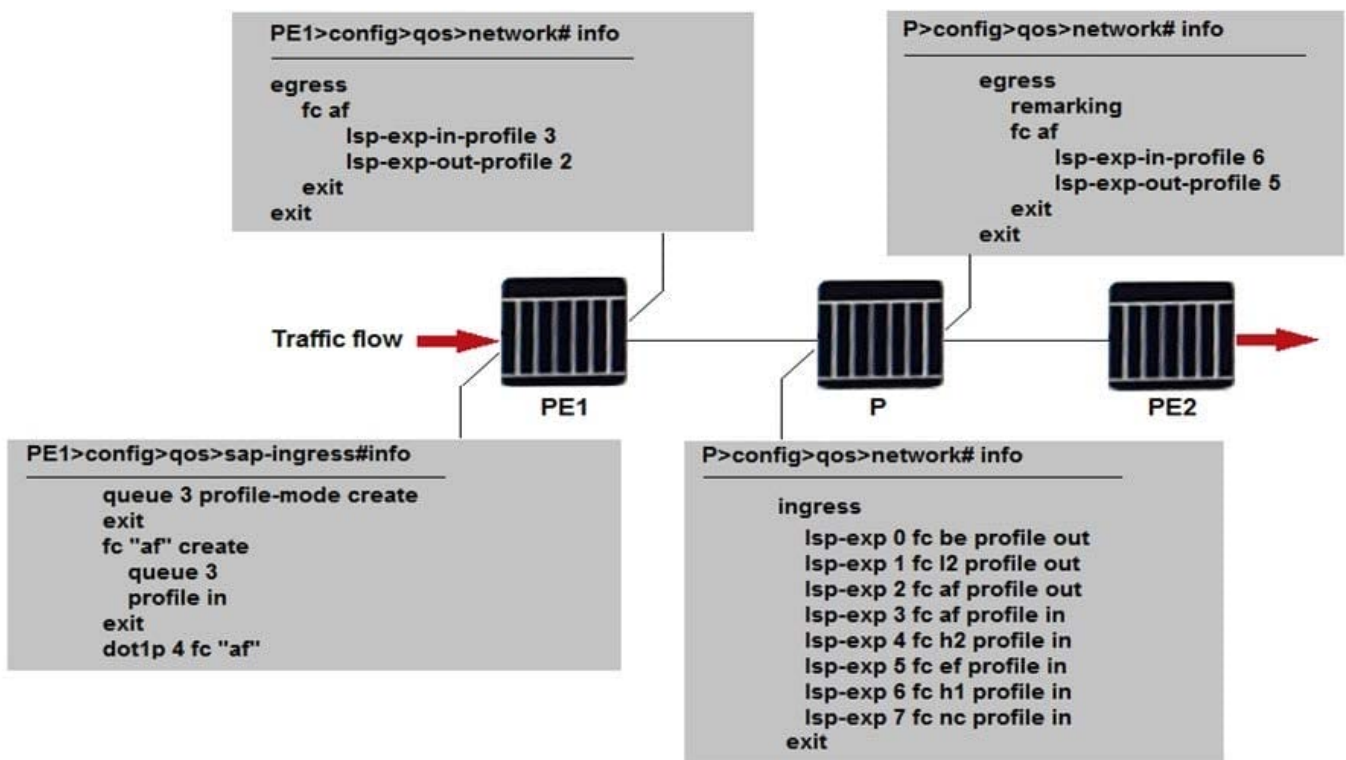 PE1>config>qos>network# info
egress
fc af
lsp-exp-in-profile 3
lsp-exp-out-profile 2
exit
exit
P>config>qos>network# info
egress
remarking
fc af
lsp-exp-in-profile 6
lsp-exp-out-profile 5
exit
exit
Traffic flow
PE1
P
PE2
PE1>config>qos>sap-ingress#info
queue 3 profile-mode create
exit
fc "af" create
queue 3
profile in
exit
dot1p 4 fc "af"
P>config>qos>network# info
ingress
lsp-exp 0 fc be profile out
lsp-exp 1 fc l2 profile out
lsp-exp 2 fc af profile out
lsp-exp 3 fc af profile in
lsp-exp 4 fc h2 profile in
lsp-exp 5 fc ef profile in
lsp-exp 6 fc h1 profile in
lsp-exp 7 fc nc profile in
exit